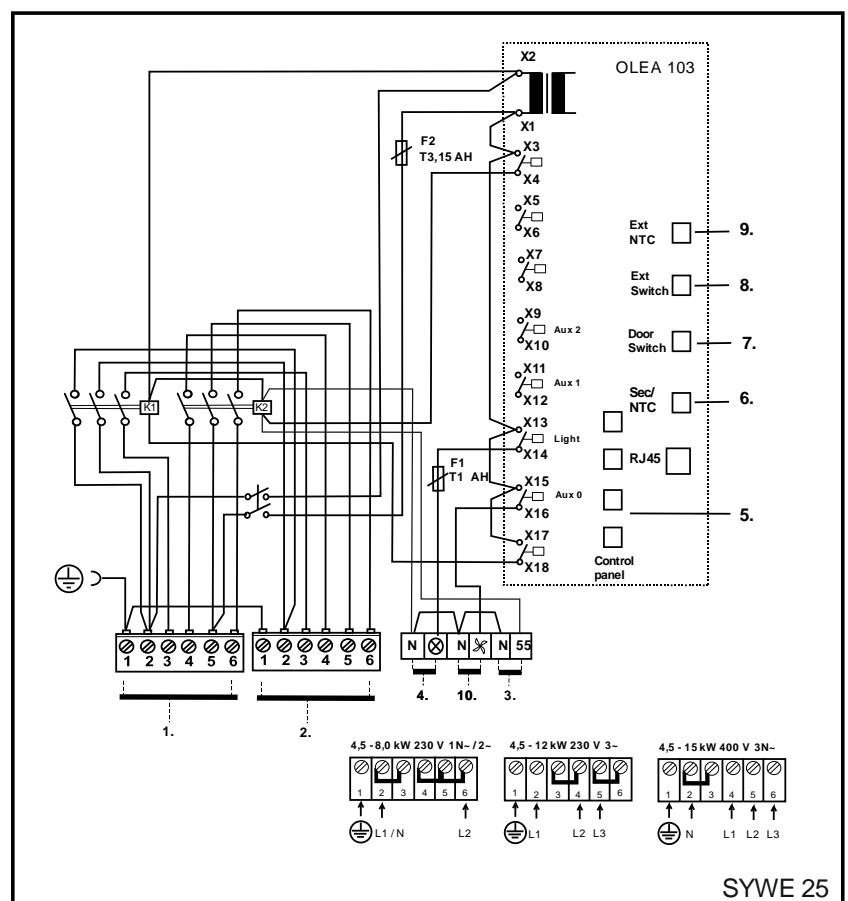 X2
OLEA 103
X1
F2
T3,15 AH
X3
X4
X5
X6
Ext
NTC
9.
X7
X8
Ext
Switch
8.
X9
Aux 2
X10
Door
Switch
7.
X11
Aux 1
X12
Sec/
NTC
6.
K1
K2
X13
Light
X14
RJ45
F1
T1 AH
X15
Aux 0
X16
5.
X17
X18
Control
panel
1 2 3 4 5 6
1 2 3 4 5 6
N N N 55
4. 10. 3.
1. 2.
4,5 - 8,0 kW 230 V 1N~ / 2~
1 2 3 4 5 6
L1 / N L2
4,5 - 12 kW 230 V 3~
1 2 3 4 5 6
L1 L2 L3
4,5 - 15 kW 400 V 3N~
1 2 3 4 5 6
N L1 L2 L3
SYWE 25